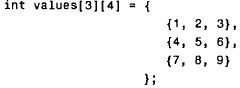 int values[3][4] = {
{1, 2, 3},
{4, 5, 6},
{7, 8, 9}
};